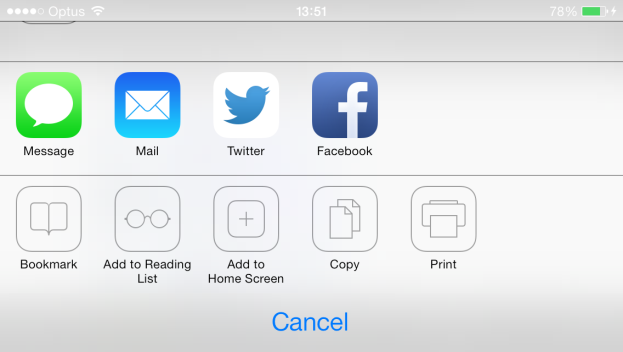 Optus 13:51 78%
Message Mail Twitter Facebook
Bookmark Add to Reading Add to Copy Print
List Home Screen
Cancel